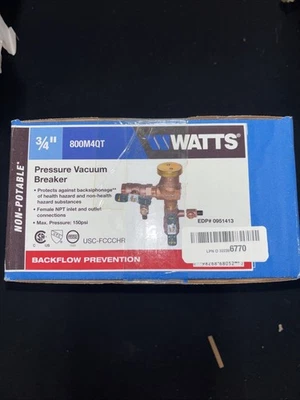 3/4"
800M4QT
WATTS
NON-POTABLE*
Pressure Vacuum
Breaker
• Protects against backsiphonage**
of health hazard and non-health
hazard substances
• Female NPT inlet and outlet
connections
• Max. Pressure: 150psi
EDP# 0001413
USC-FCCCHR
6770
BACKFLOW PREVENTION